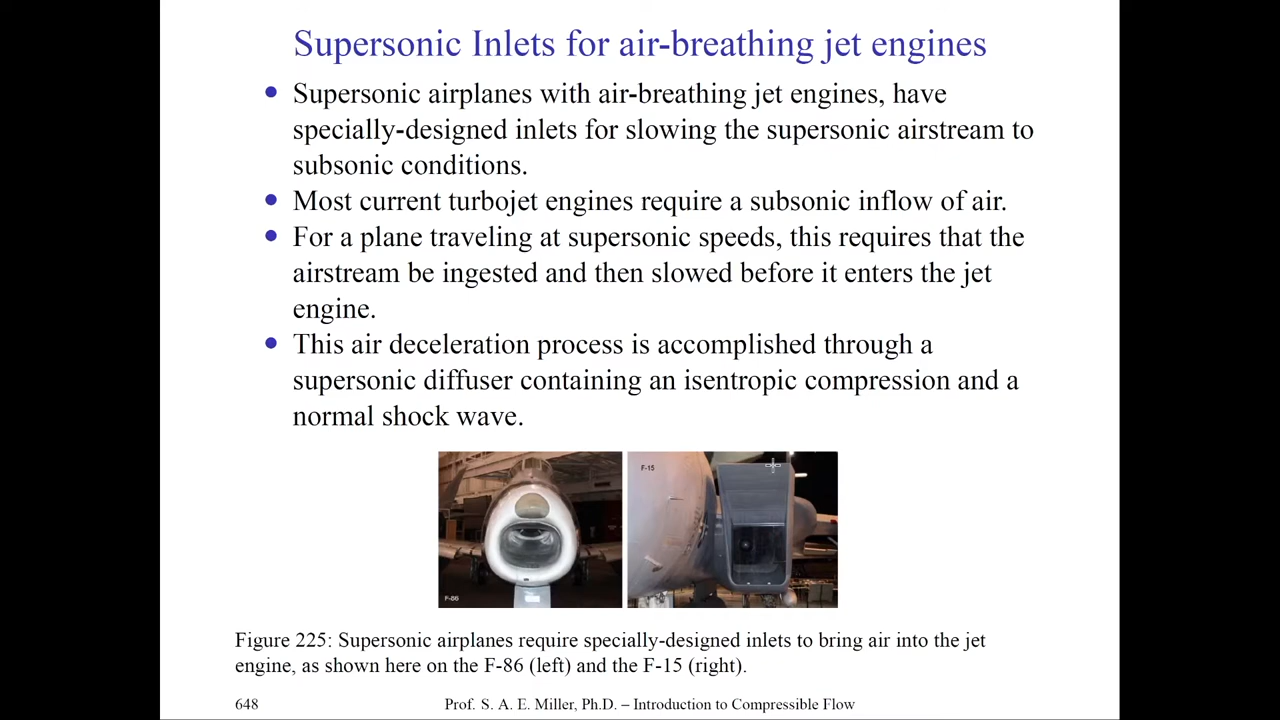 Supersonic Inlets for air-breathing jet engines
Supersonic airplanes with air-breathing jet engines, have
specially-designed inlets for slowing the supersonic airstream to
subsonic conditions.
Most current turbojet engines require a subsonic inflow of air.
For a plane traveling at supersonic speeds, this requires that the
airstream be ingested and then slowed before it enters the jet
engine.
This air deceleration process is accomplished through a
supersonic diffuser containing an isentropic compression and a
normal shock wave.
F-15
F-86
Figure 225: Supersonic airplanes require specially-designed inlets to bring air into the jet
engine, as shown here on the F-86 (left) and the F-15 (right).
648 Prof. S. A. E. Miller, Ph.D. – Introduction to Compressible Flow